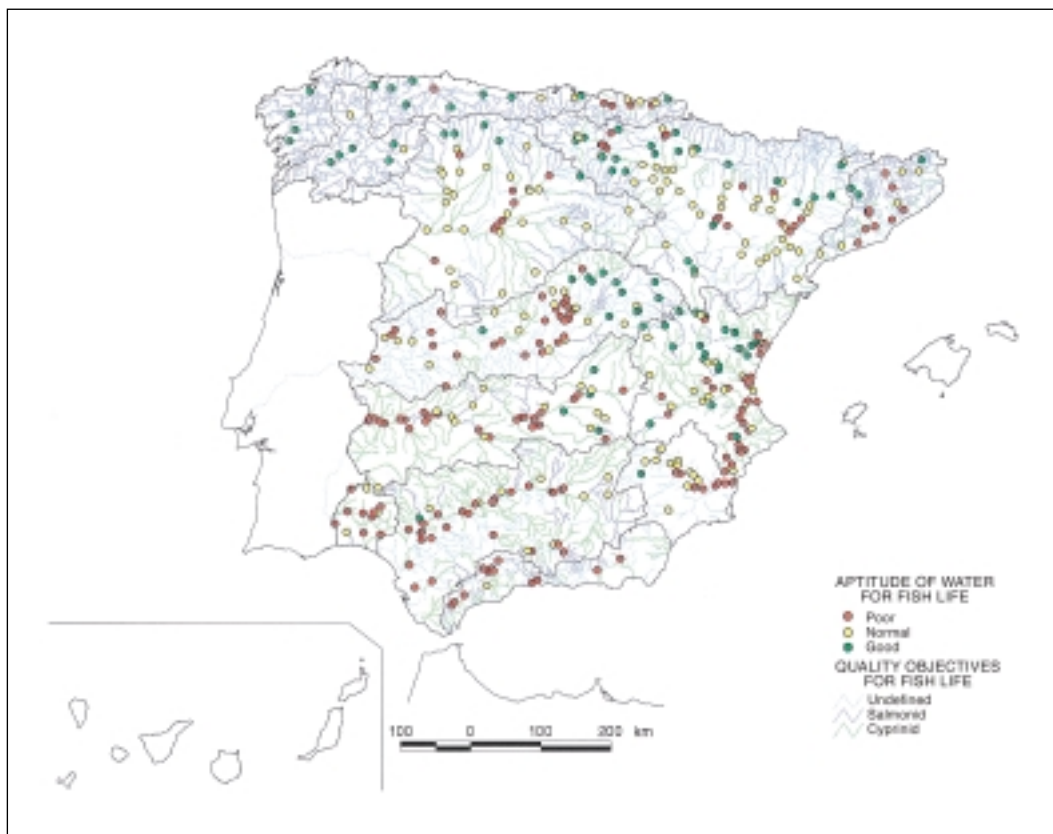 APTITUDE OF WATER
FOR FISH LIFE
Poor
Normal
Good
QUALITY OBJECTIVES
FOR FISH LIFE
Undefined
Salmonid
Cyprinid
100 0 100 200 km